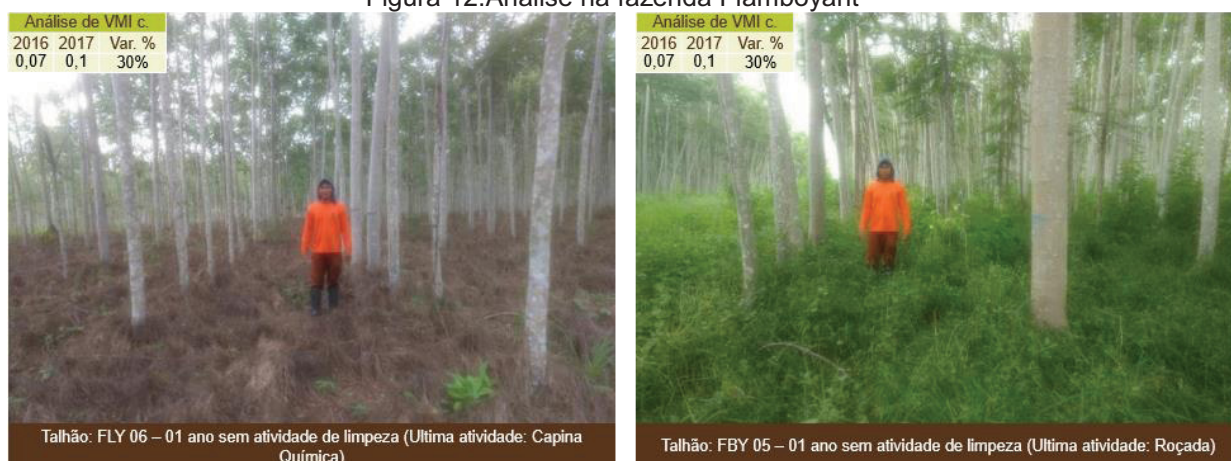 Figura 12.Análise na fazenda Flamboyant
Análise de VMI c.
2016 2017 Var. %
0,07 0,1 30%
Talhão: FLY 06 – 01 ano sem atividade de limpeza (Ultima atividade: Capina
Química)
Análise de VMI c.
2016 2017 Var. %
0,07 0,1 30%
Talhão: FBY 05 – 01 ano sem atividade de limpeza (Ultima atividade: Roçada)